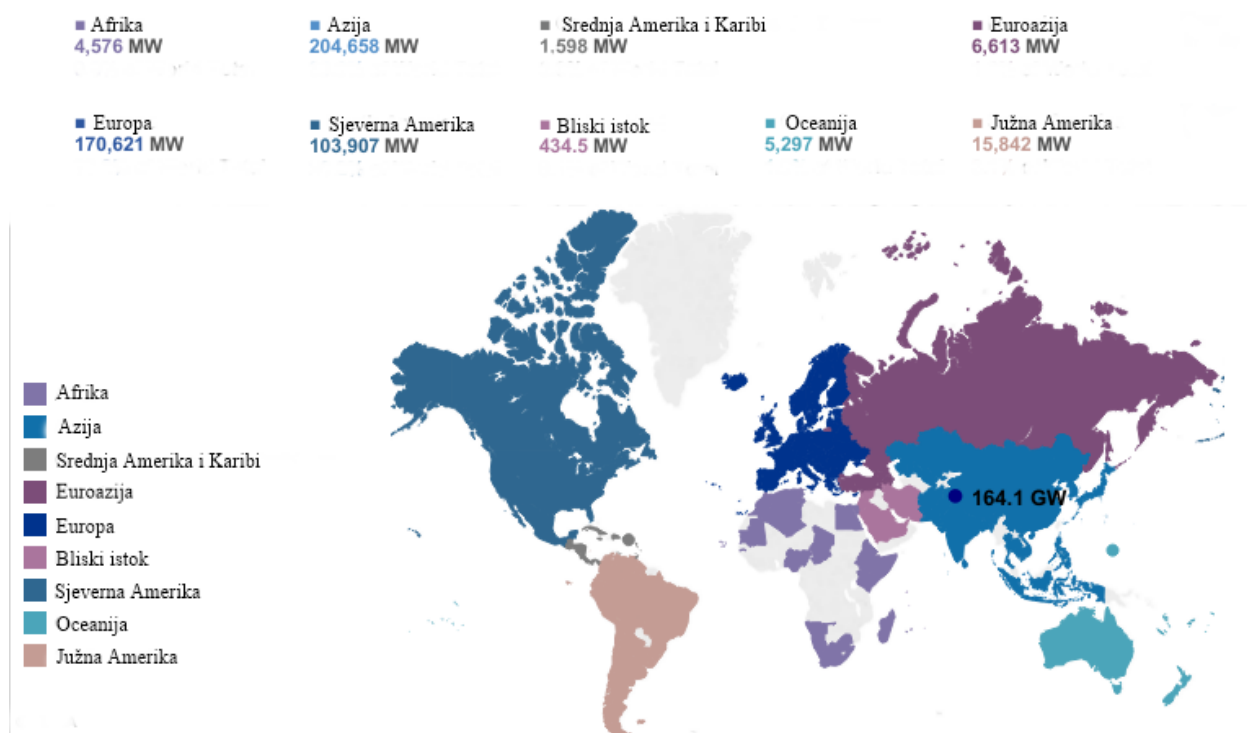 Afrika
4,576 MW
Azija
204,658 MW
Srednja Amerika i Karibi
1.598 MW
Euroazija
6,613 MW
Europa
170,621 MW
Sjeverna Amerika
103,907 MW
Bliski istok
434.5 MW
Oceanija
5,297 MW
Južna Amerika
15,842 MW
Afrika
Azija
Srednja Amerika i Karibi
Euroazija
Europa
Bliski istok
Sjeverna Amerika
Oceanija
Južna Amerika
164.1 GW